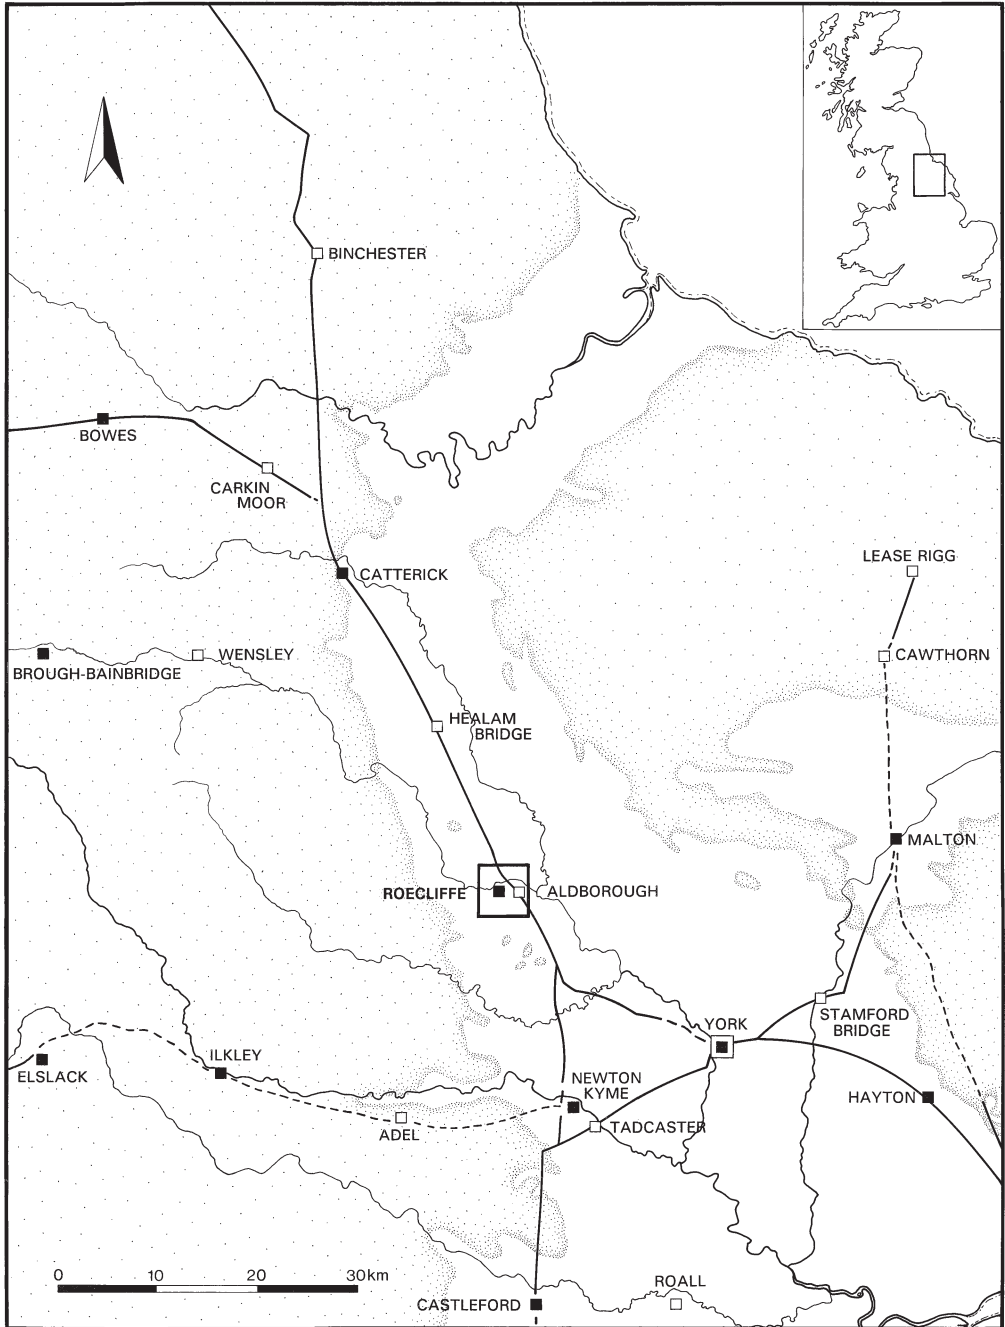 BINCHESTER
BOWES
CARKIN
MOOR
CATTERICK
LEASE RIGG
CAWTHORN
WENSLEY
BROUGH-BAINBRIDGE
HEALAM
BRIDGE
MALTON
ROECLIFFE
ALDBOROUGH
STAMFORD
BRIDGE
YORK
ILKLEY
ELSLACK
NEWTON
KYME
HAYTON
ADEL
TADCASTER
0 10 20 30km
ROALL
CASTLEFORD